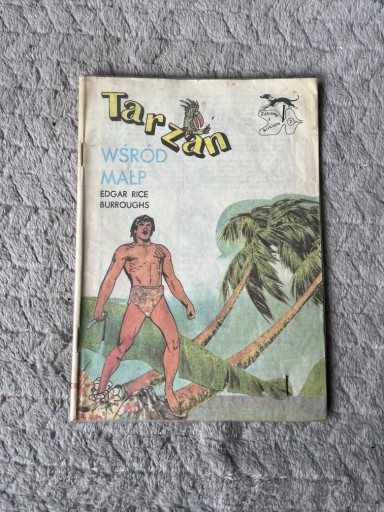 Tarzan
WŚRÓD
MAŁP
EDGAR RICE
BURROUGHS